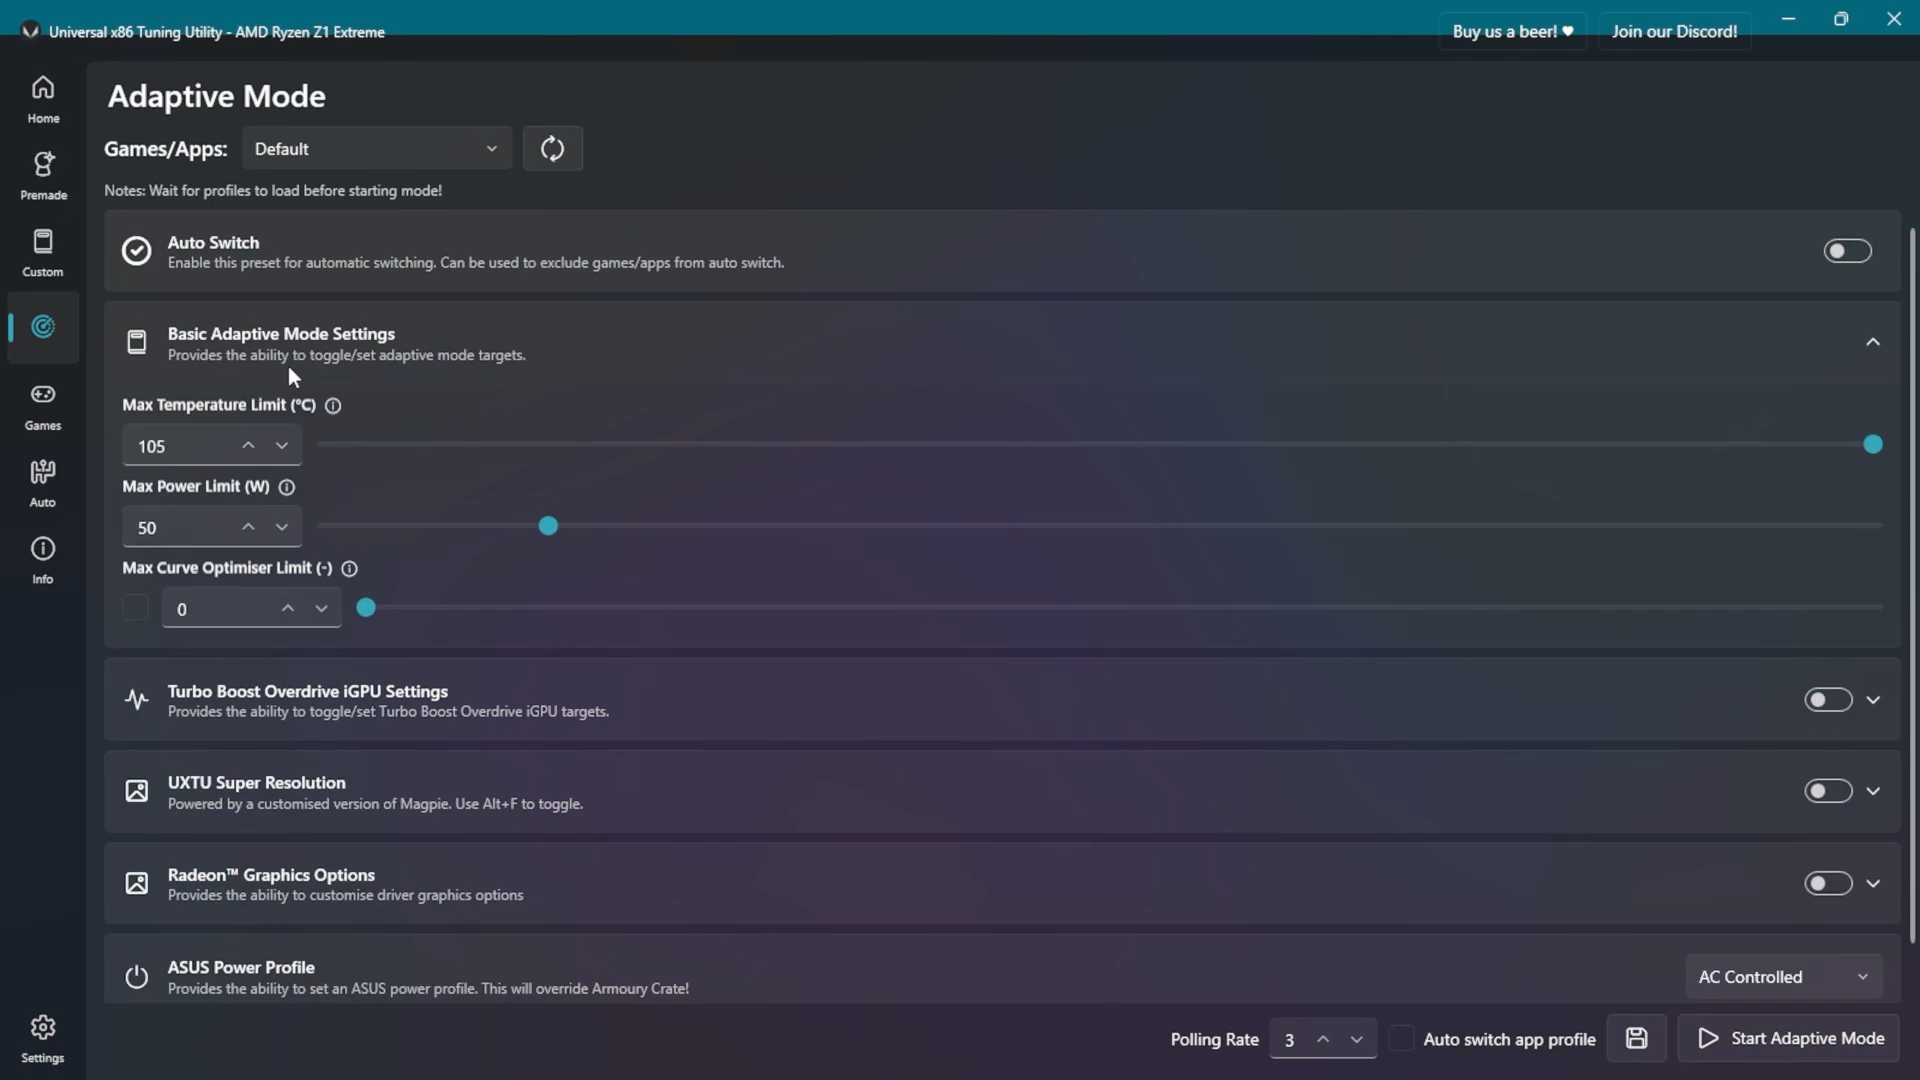 Universal x86 Tuning Utility - AMD Ryzen Z1 Extreme
Buy us a beer! ♥
Join our Discord!
Home
Premade
Custom
Games
Auto
Info
Settings
Adaptive Mode
Games/Apps:
Default
Notes: Wait for profiles to load before starting mode!
Auto Switch
Enable this preset for automatic switching. Can be used to exclude games/apps from auto switch.
Basic Adaptive Mode Settings
Provides the ability to toggle/set adaptive mode targets.
Max Temperature Limit (°C)
105
Max Power Limit (W)
50
Max Curve Optimiser Limit (-)
0
Turbo Boost Overdrive iGPU Settings
Provides the ability to toggle/set Turbo Boost Overdrive iGPU targets.
UXTU Super Resolution
Powered by a customised version of Magpie. Use Alt+F to toggle.
Radeon™ Graphics Options
Provides the ability to customise driver graphics options
ASUS Power Profile
Provides the ability to set an ASUS power profile. This will override Armoury Crate!
AC Controlled
Polling Rate
3
Auto switch app profile
Start Adaptive Mode